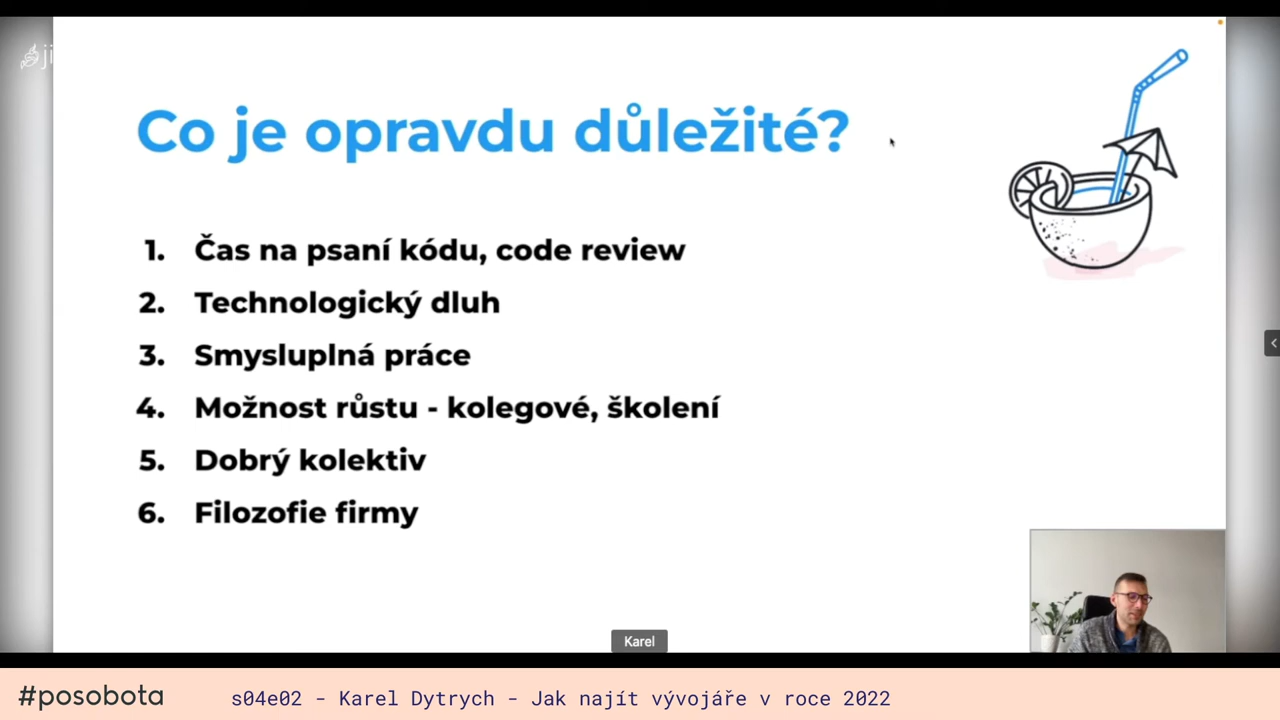 ji
Co je opravdu důležité?
1. Čas na psaní kódu, code review
2. Technologický dluh
3. Smysluplná práce
4. Možnost růstu - kolegové, školení
5. Dobrý kolektiv
6. Filozofie firmy
Karel
#posobota
s04e02 - Karel Dytrych - Jak najít vývojáře v roce 2022